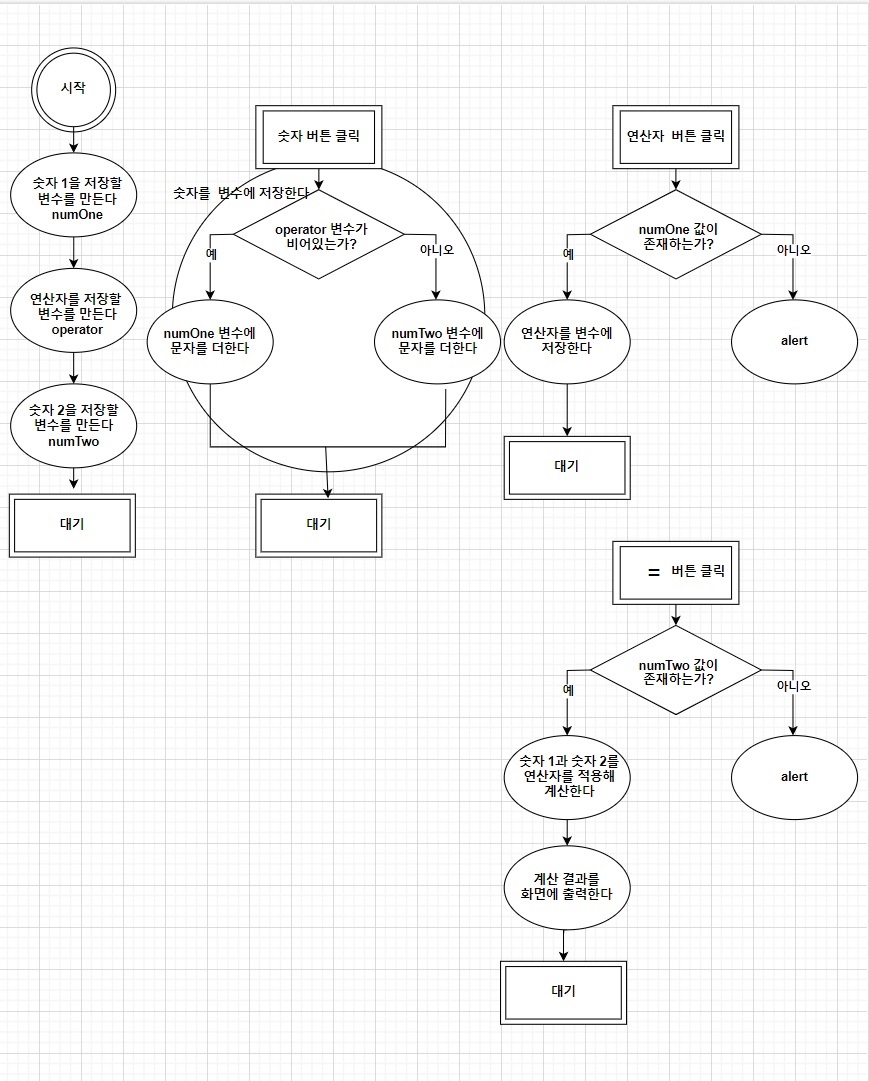 시작
숫자 1을 저장할
변수를 만든다
numOne
연산자를 저장할
변수를 만든다
operator
숫자 2을 저장할
변수를 만든다
numTwo
대기
숫자 버튼 클릭
숫자를 변수에 저장한다
operator 변수가
비어있는가?
예
아니오
numOne 변수에
문자를 더한다
numTwo 변수에
문자를 더한다
대기
연산자 버튼 클릭
numOne 값이
존재하는가?
예
아니오
연산자를 변수에
저장한다
alert
대기
= 버튼 클릭
numTwo 값이
존재하는가?
예
아니오
숫자 1과 숫자 2를
연산자를 적용해
계산한다
alert
계산 결과를
화면에 출력한다
대기